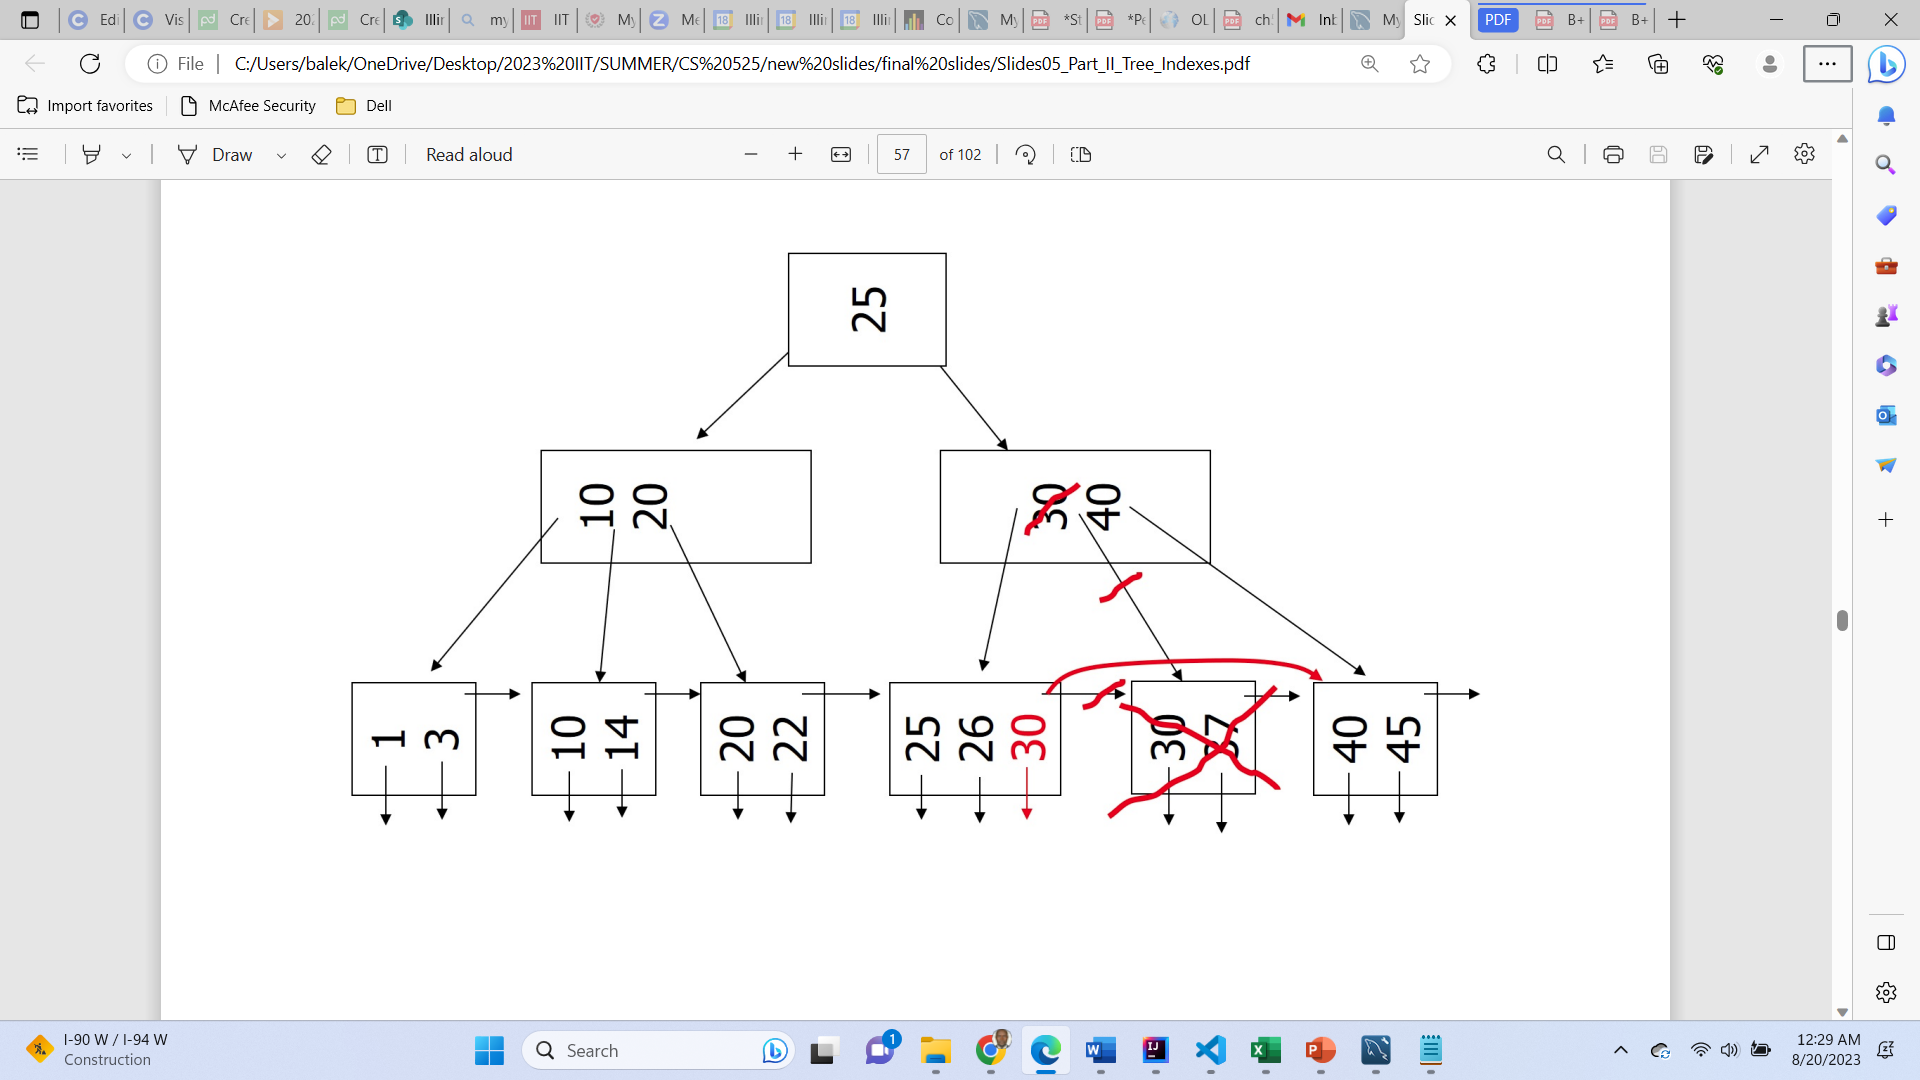 Edi Vis Cre 202 Cre Illir my IIT My Me Illir Illir Illir Co My *St *Pe OL ch! Inb My Slic PDF B+ B+
File C:/Users/balek/OneDrive/Desktop/2023%20IIT/SUMMER/CS%20525/new%20slides/final%20slides/Slides05_Part_II_Tree_Indexes.pdf
Import favorites McAfee Security Dell
Draw Read aloud 57 of 102
25
10 20 30 40
1 3 10 14 20 22 25 26 30 30 37 40 45
I-90 W / I-94 W
Construction
Search
1
12:29 AM
8/20/2023